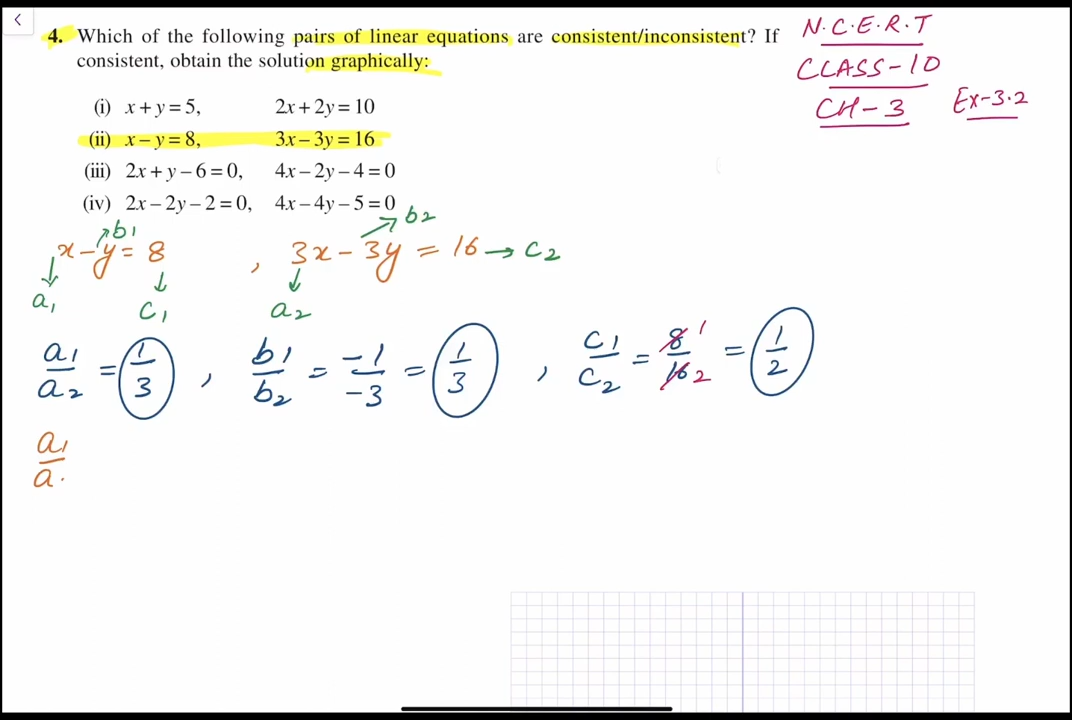 4. Which of the following pairs of linear equations are consistent/inconsistent? If
consistent, obtain the solution graphically:
(i) x + y = 5, 2x + 2y = 10
(ii) x – y = 8, 3x – 3y = 16
(iii) 2x + y – 6 = 0, 4x – 2y – 4 = 0
(iv) 2x – 2y – 2 = 0, 4x – 4y – 5 = 0
N.C.E.R.T
CLASS-10
CH-3 Ex-3.2
b1 b2
x - y = 8 , 3x - 3y = 16 → c2
a1 c1 a2
a1/a2 = 1/3 , b1/b2 = -1/-3 = 1/3 , c1/c2 = 8/16 1/2 = 1/2
a1/a.